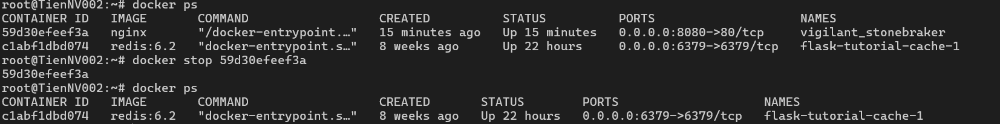 root@TienNV002:~# docker ps
CONTAINER ID   IMAGE       COMMAND                  CREATED          STATUS          PORTS                    NAMES
59d30efeef3a   nginx       "/docker-entrypoint.…"   15 minutes ago   Up 15 minutes   0.0.0.0:8080->80/tcp     vigilant_stonebraker
c1abf1dbd074   redis:6.2   "docker-entrypoint.s…"   8 weeks ago      Up 22 hours     0.0.0.0:6379->6379/tcp   flask-tutorial-cache-1
root@TienNV002:~# docker stop 59d30efeef3a
59d30efeef3a
root@TienNV002:~# docker ps
CONTAINER ID   IMAGE       COMMAND                  CREATED       STATUS        PORTS                    NAMES
c1abf1dbd074   redis:6.2   "docker-entrypoint.s…"   8 weeks ago   Up 22 hours   0.0.0.0:6379->6379/tcp   flask-tutorial-cache-1